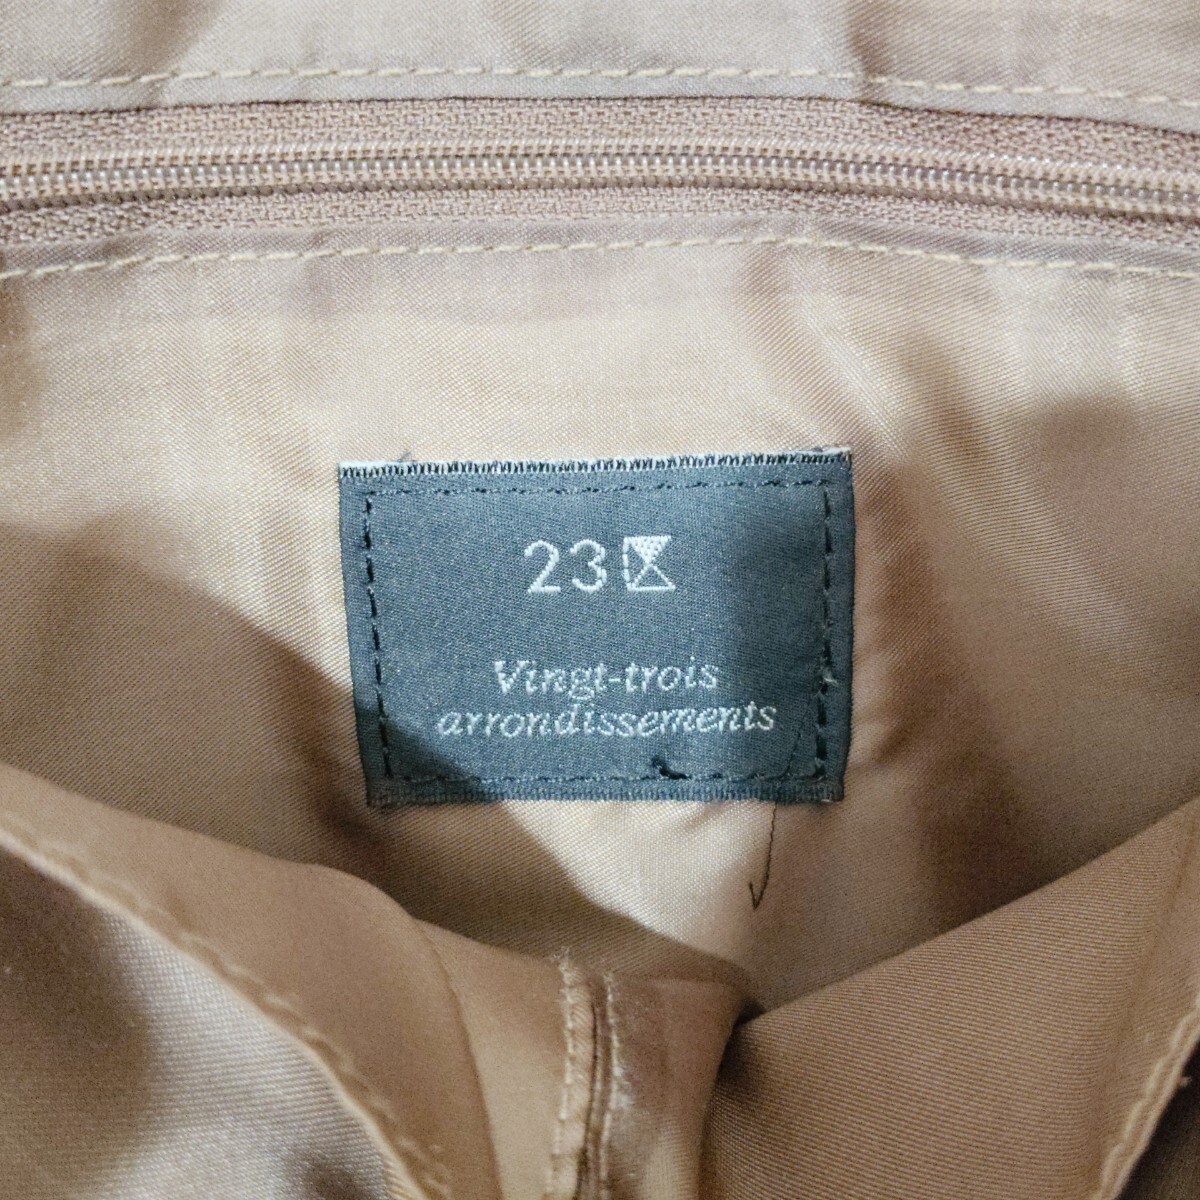 23区
Vingt-trois
arrondissements